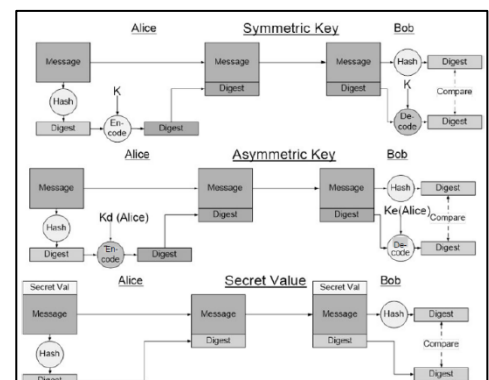 Alice Symmetric Key Bob
Message Message Message Hash Digest
Digest Digest
Hash K K Compare
Digest En- code Digest De- code Digest
Alice Asymmetric Key Bob
Message Message Message Hash Digest
Digest Digest
Kd (Alice) Ke(Alice) Compare
Hash
Digest En- code Digest De- code Digest
Alice Secret Value Bob
Secret Val Secret Val
Message Message Message Hash Digest
Digest Digest
Hash Compare
Digest Digest